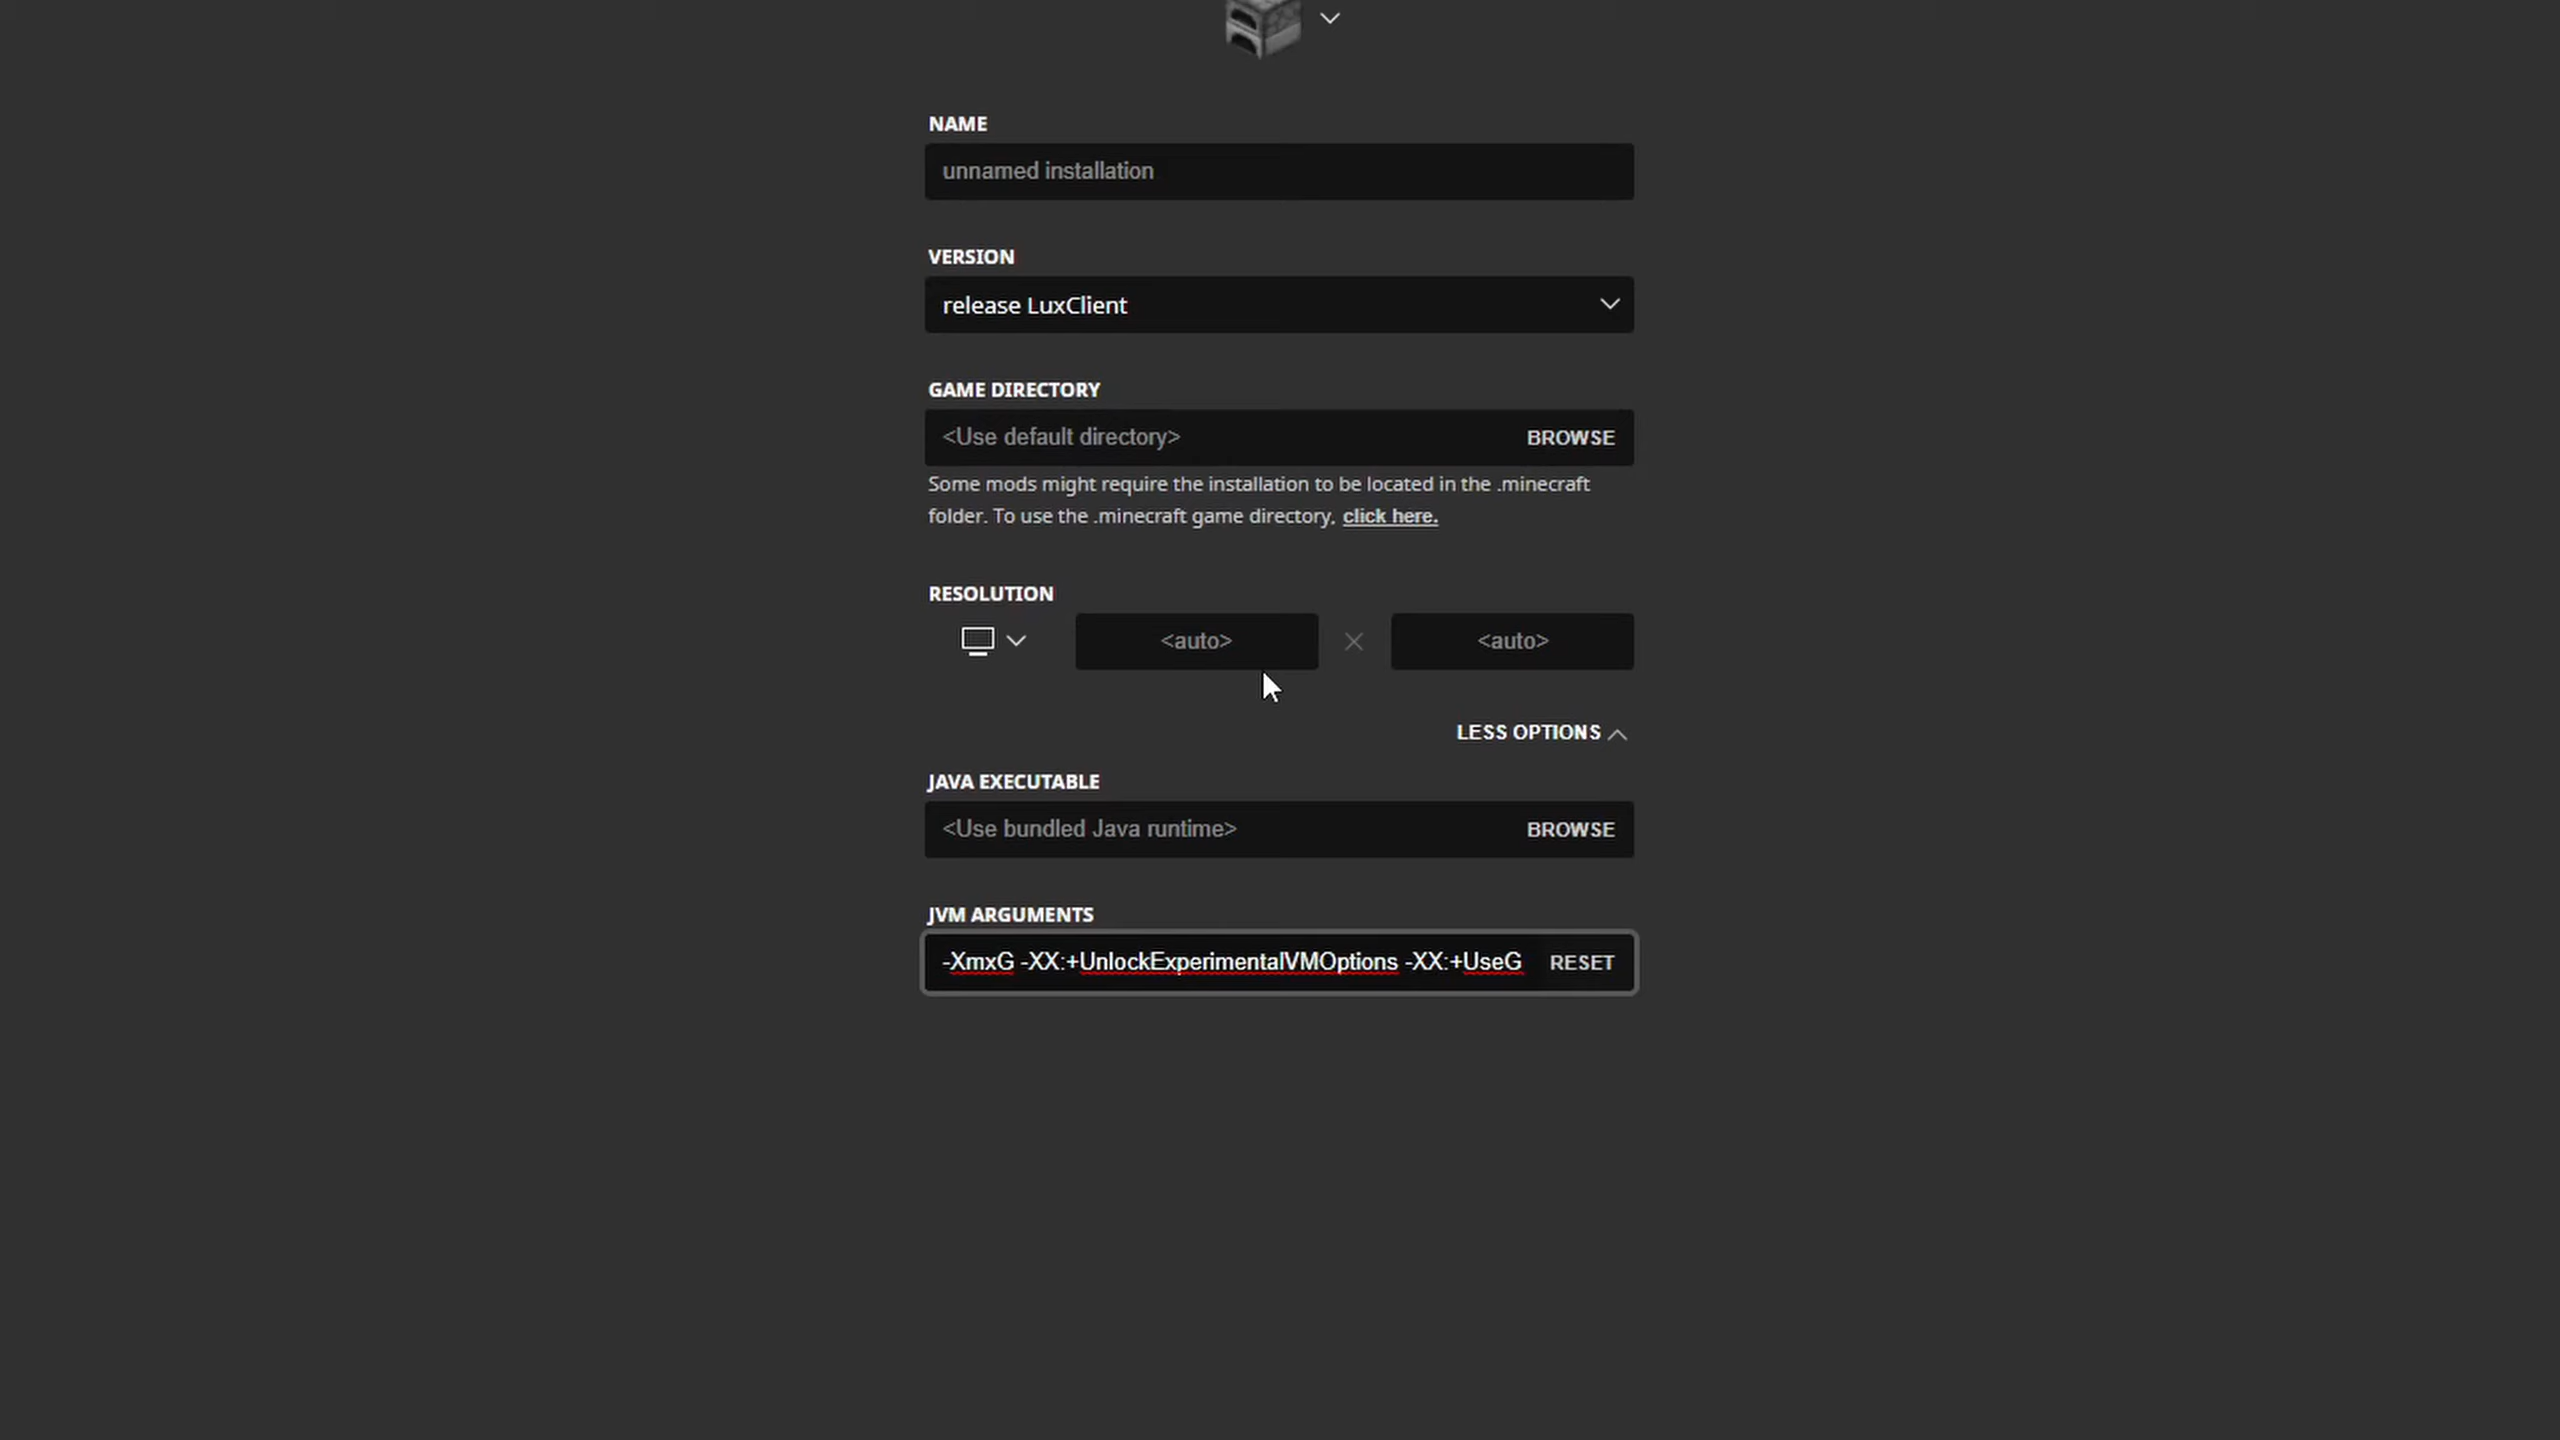 NAME
unnamed installation
VERSION
release LuxClient
GAME DIRECTORY
<Use default directory> BROWSE
Some mods might require the installation to be located in the .minecraft
folder. To use the .minecraft game directory, click here.
RESOLUTION
<auto> <auto>
LESS OPTIONS
JAVA EXECUTABLE
<Use bundled Java runtime> BROWSE
JVM ARGUMENTS
-XmxG -XX:+UnlockExperimentalVMOptions -XX:+UseG RESET